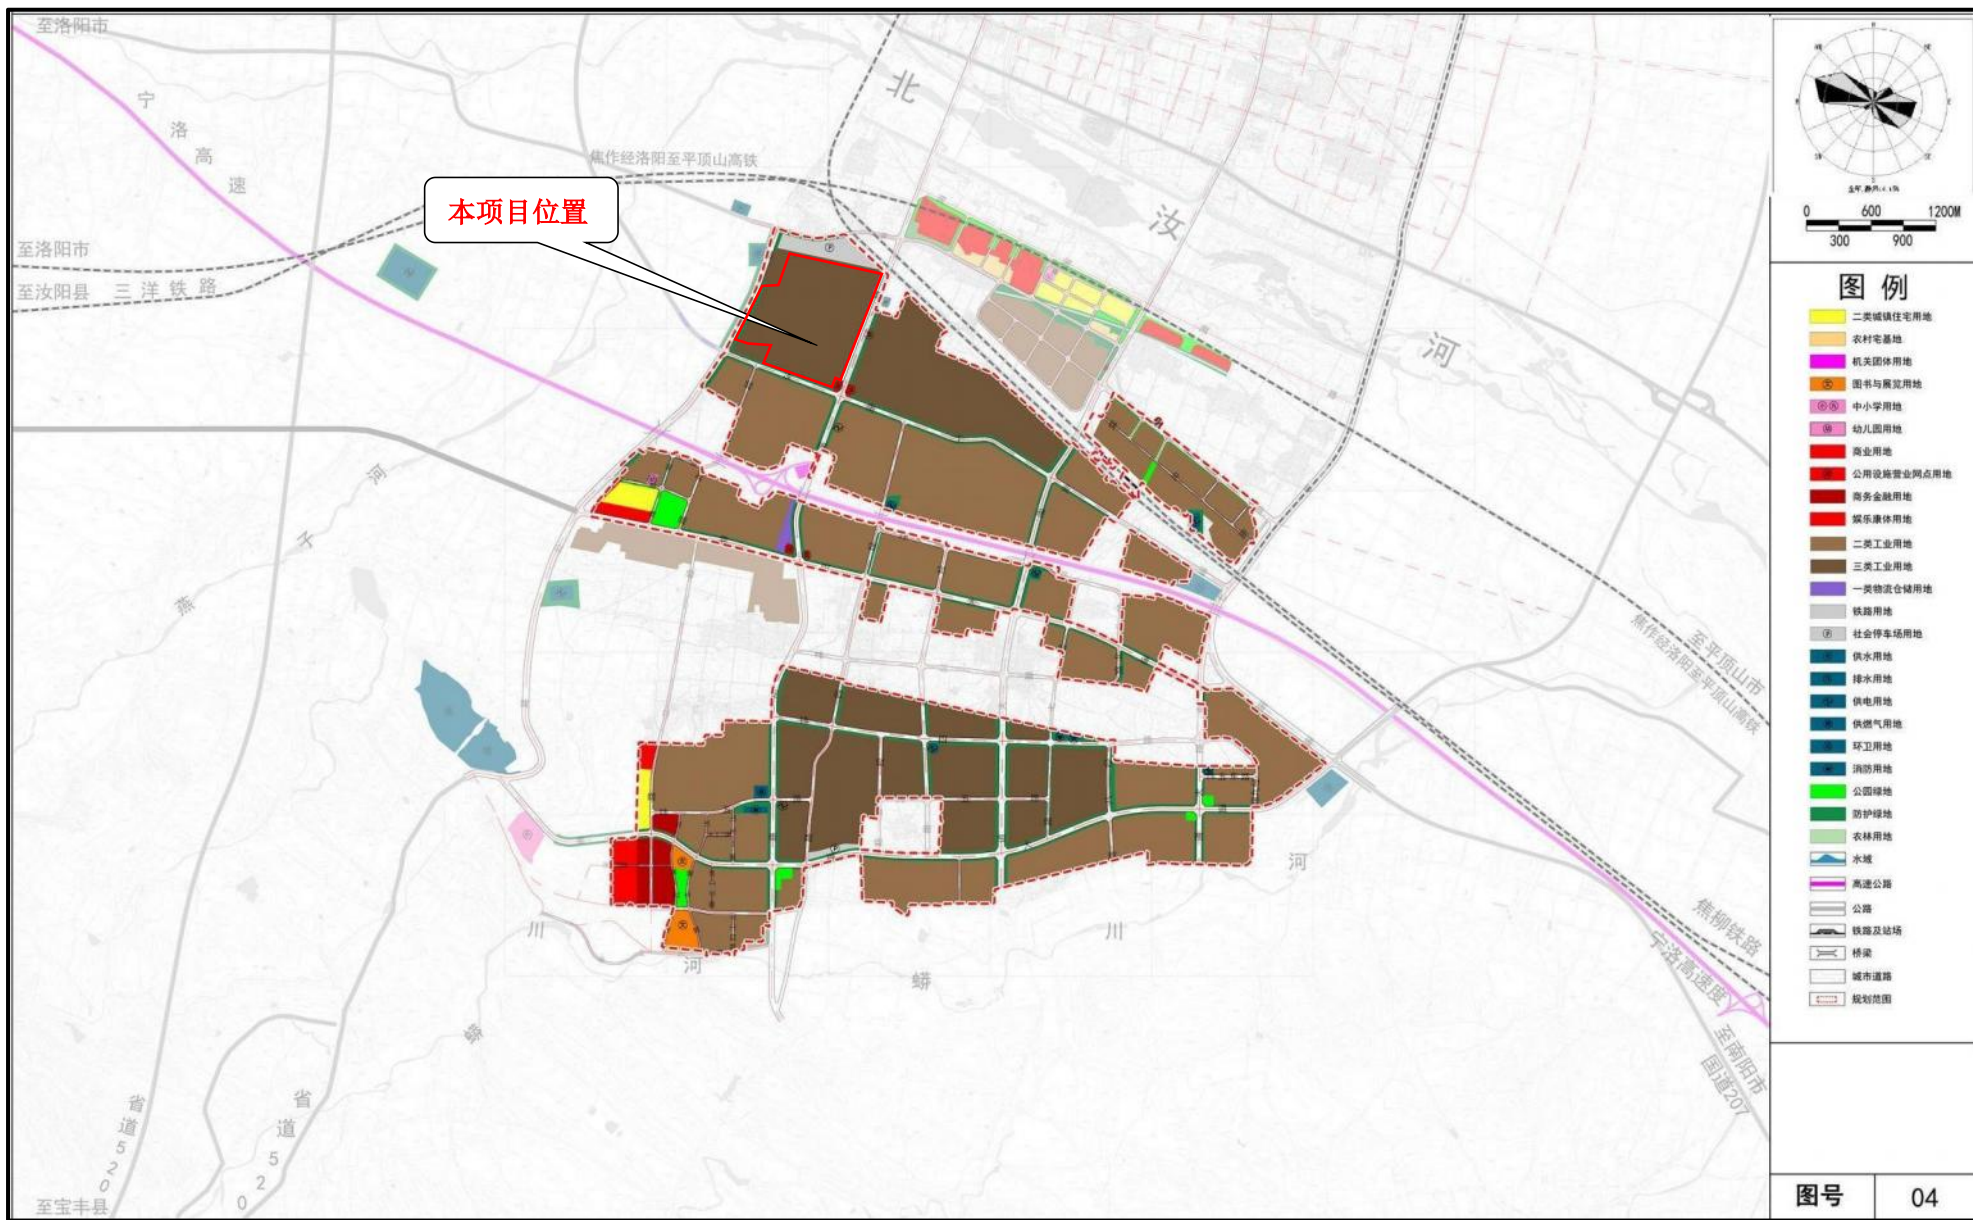 至洛阳市
宁洛高速
北汝河
焦作经洛阳至平顶山高铁
本项目位置
至洛阳市
至汝阳县 三洋铁路
燕子河
至平顶山市
焦作经洛阳至平顶山高铁
焦柳铁路
宁洛高速度
至南阳市
国道207
蟒川河
蟒川河
省道520
省道520
至宝丰县
0 600 1200M
300 900
图例
二类城镇住宅用地
农村宅基地
机关团体用地
图书与展览用地
中小学用地
幼儿园用地
商业用地
公用设施营业网点用地
商务金融用地
娱乐康体用地
二类工业用地
三类工业用地
一类物流仓储用地
铁路用地
社会停车场用地
供水用地
排水用地
供电用地
供燃气用地
环卫用地
消防用地
公园绿地
防护绿地
农林用地
水域
高速公路
公路
铁路及站场
桥梁
城市道路
规划范围
图号 04